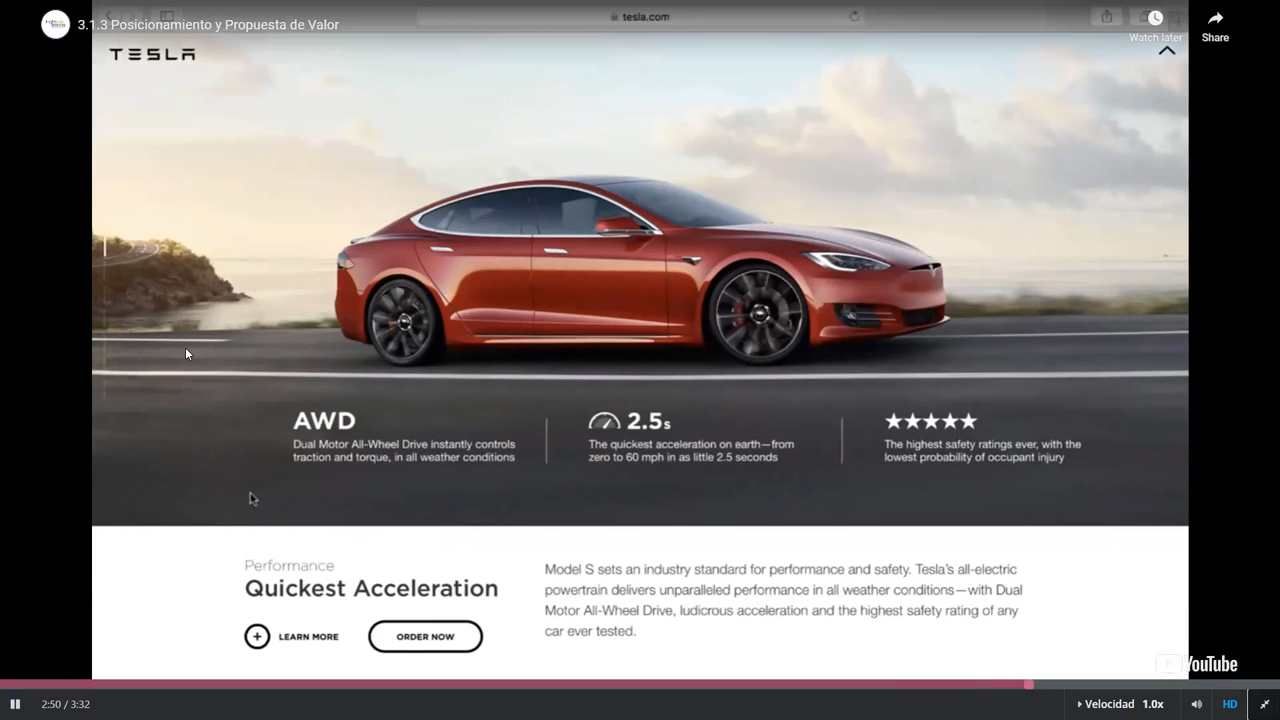 3.1.3 Posicionamiento y Propuesta de Valor
tesla.com
Watch later
Share
TESLA
AWD
Dual Motor All-Wheel Drive instantly controls
traction and torque, in all weather conditions
2.5s
The quickest acceleration on earth—from
zero to 60 mph in as little 2.5 seconds
★★★★★
The highest safety ratings ever, with the
lowest probability of occupant injury
Performance
Quickest Acceleration
LEARN MORE
ORDER NOW
Model S sets an industry standard for performance and safety. Tesla's all-electric
powertrain delivers unparalleled performance in all weather conditions—with Dual
Motor All-Wheel Drive, ludicrous acceleration and the highest safety rating of any
car ever tested.
YouTube
2:50 / 3:32
Velocidad 1.0x
HD